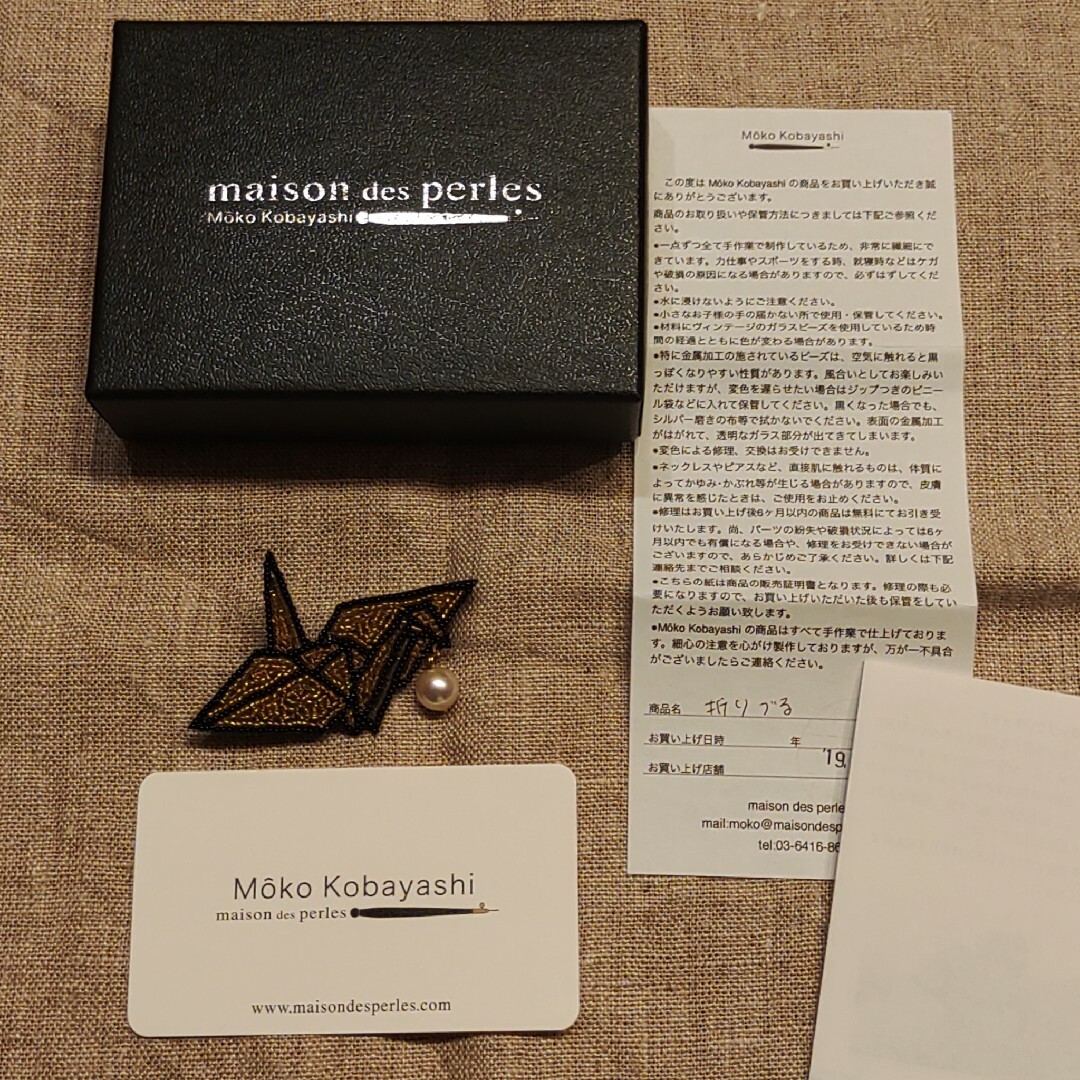 maison des perles
Môko Kobayashi
Môko Kobayashi
この度は Môko Kobayashi の商品をお買い上げいただき誠
にありがとうございます。
商品のお取り扱いや保管方法につきましては下記ご参照くだ
さい。
●一点ずつ全て手作業で制作しているため、非常に繊細にで
きています。力仕事やスポーツをする時、就寝時などはケガ
や破損の原因になる場合がありますので、必ずはずしてくだ
さい。
●水に浸けないようにご注意ください。
●小さなお子様の手の届かない所で使用・保管してください。
●材料にヴィンテージのガラスビーズを使用しているため時
間の経過とともに色が変わる場合があります。
●特に金属加工の施されているビーズは、空気に触れると黒
っぽくなりやすい性質があります。風合いとしてお楽しみい
ただけますが、変色を遅らせたい場合はジップつきのビニー
ル袋などに入れて保管してください。黒くなった場合でも、
シルバー磨きの布等で拭かないでください。表面の金属加工
がはがれて、透明なガラス部分が出てきてしまいます。
●変色による修理、交換はお受けできません。
●ネックレスやピアスなど、直接肌に触れるものは、体質に
よってかゆみ・かぶれ等が生じる場合がありますので、皮膚
に異常を感じたときは、ご使用をお止めください。
●修理はお買い上げ後6ヶ月以内の商品は無料にてお引き受
けいたします。尚、パーツの紛失や破損状況によっては6ヶ
月以内でも有償になる場合や、修理をお受けできない場合が
ございますので、あらかじめご了承ください。詳しくは下記
連絡先までご相談ください。
●こちらの紙は商品の販売証明書となります。修理の際も必
要になりますので、お買い上げいただいた後も保管をしてい
ただくようお願い致します。
●Môko Kobayashi の商品はすべて手作業で仕上げておりま
す。細心の注意を心がけ製作しておりますが、万が一不具合
がございましたらご連絡ください。
商品名 折りづる
お買い上げ日時 年 '19.
お買い上げ店舗
maison des perle
mail:moko@maisondesp
tel:03-6416-86
Môko Kobayashi
maison des perles
www.maisondesperles.com